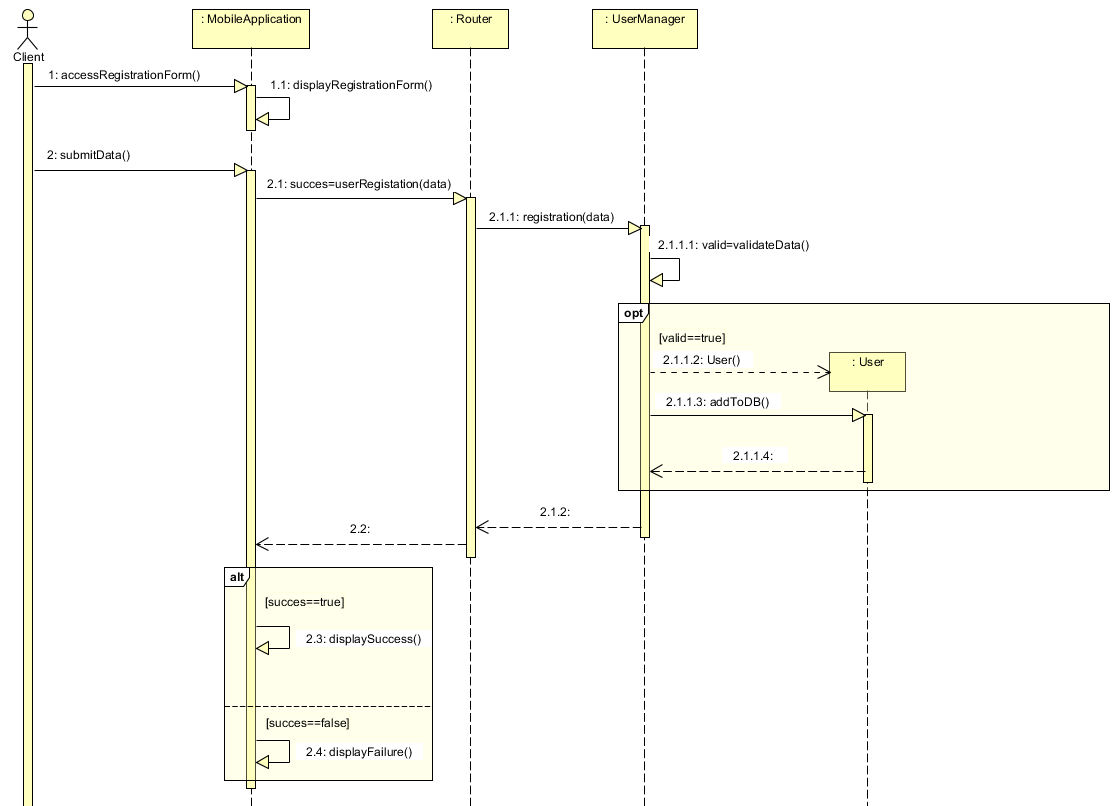 : MobileApplication
: Router
: UserManager
Client
1: accessRegistrationForm()
1.1: displayRegistrationForm()
2: submitData()
2.1: succes=userRegistation(data)
2.1.1: registration(data)
2.1.1.1: valid=validateData()
opt
[valid==true]
2.1.1.2: User()
: User
2.1.1.3: addToDB()
2.1.1.4:
2.1.2:
2.2:
alt
[succes==true]
2.3: displaySuccess()
[succes==false]
2.4: displayFailure()